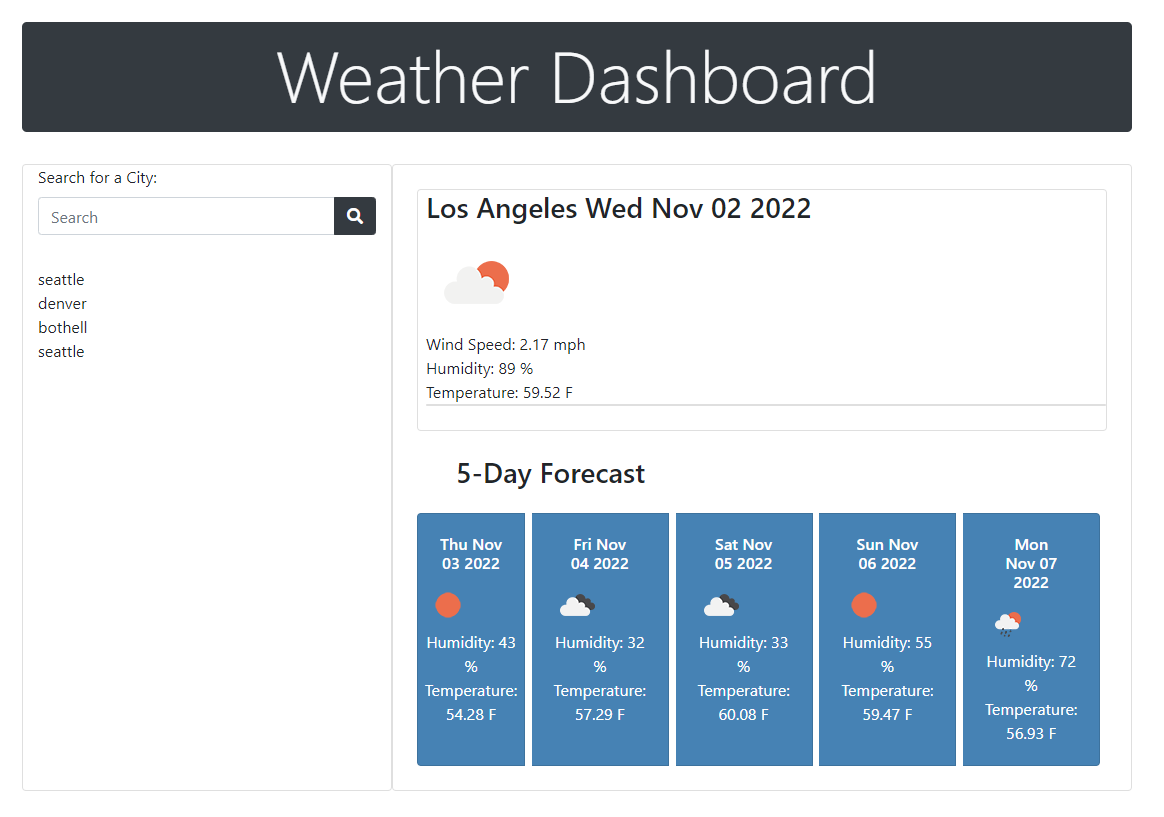 Weather Dashboard
Search for a City:
Search
seattle
denver
bothell
seattle
Los Angeles Wed Nov 02 2022
Wind Speed: 2.17 mph
Humidity: 89 %
Temperature: 59.52 F
5-Day Forecast
Thu Nov
03 2022
Humidity: 43
%
Temperature:
54.28 F
Fri Nov
04 2022
Humidity: 32
%
Temperature:
57.29 F
Sat Nov
05 2022
Humidity: 33
%
Temperature:
60.08 F
Sun Nov
06 2022
Humidity: 55
%
Temperature:
59.47 F
Mon
Nov 07
2022
Humidity: 72
%
Temperature:
56.93 F